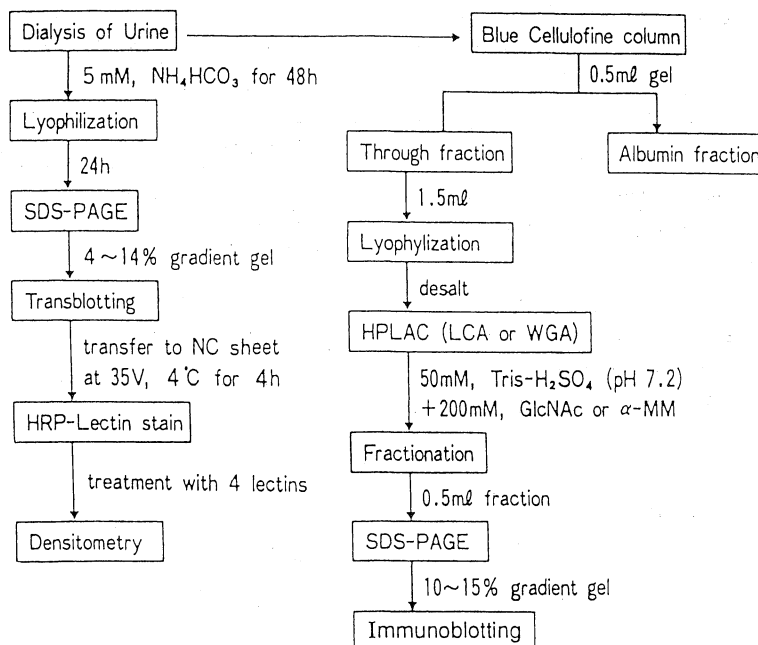 Dialysis of Urine
5 mM, NH₄HCO₃ for 48h
Lyophilization
24h
SDS-PAGE
4~14% gradient gel
Transblotting
transfer to NC sheet
at 35V, 4°C for 4h
HRP-Lectin stain
treatment with 4 lectins
Densitometry
Blue Cellulofine column
0.5mℓ gel
Through fraction
Albumin fraction
1.5mℓ
Lyophylization
desalt
HPLAC (LCA or WGA)
50mM, Tris-H₂SO₄ (pH 7.2)
+200mM, GlcNAc or α-MM
Fractionation
0.5mℓ fraction
SDS-PAGE
10~15% gradient gel
Immunoblotting